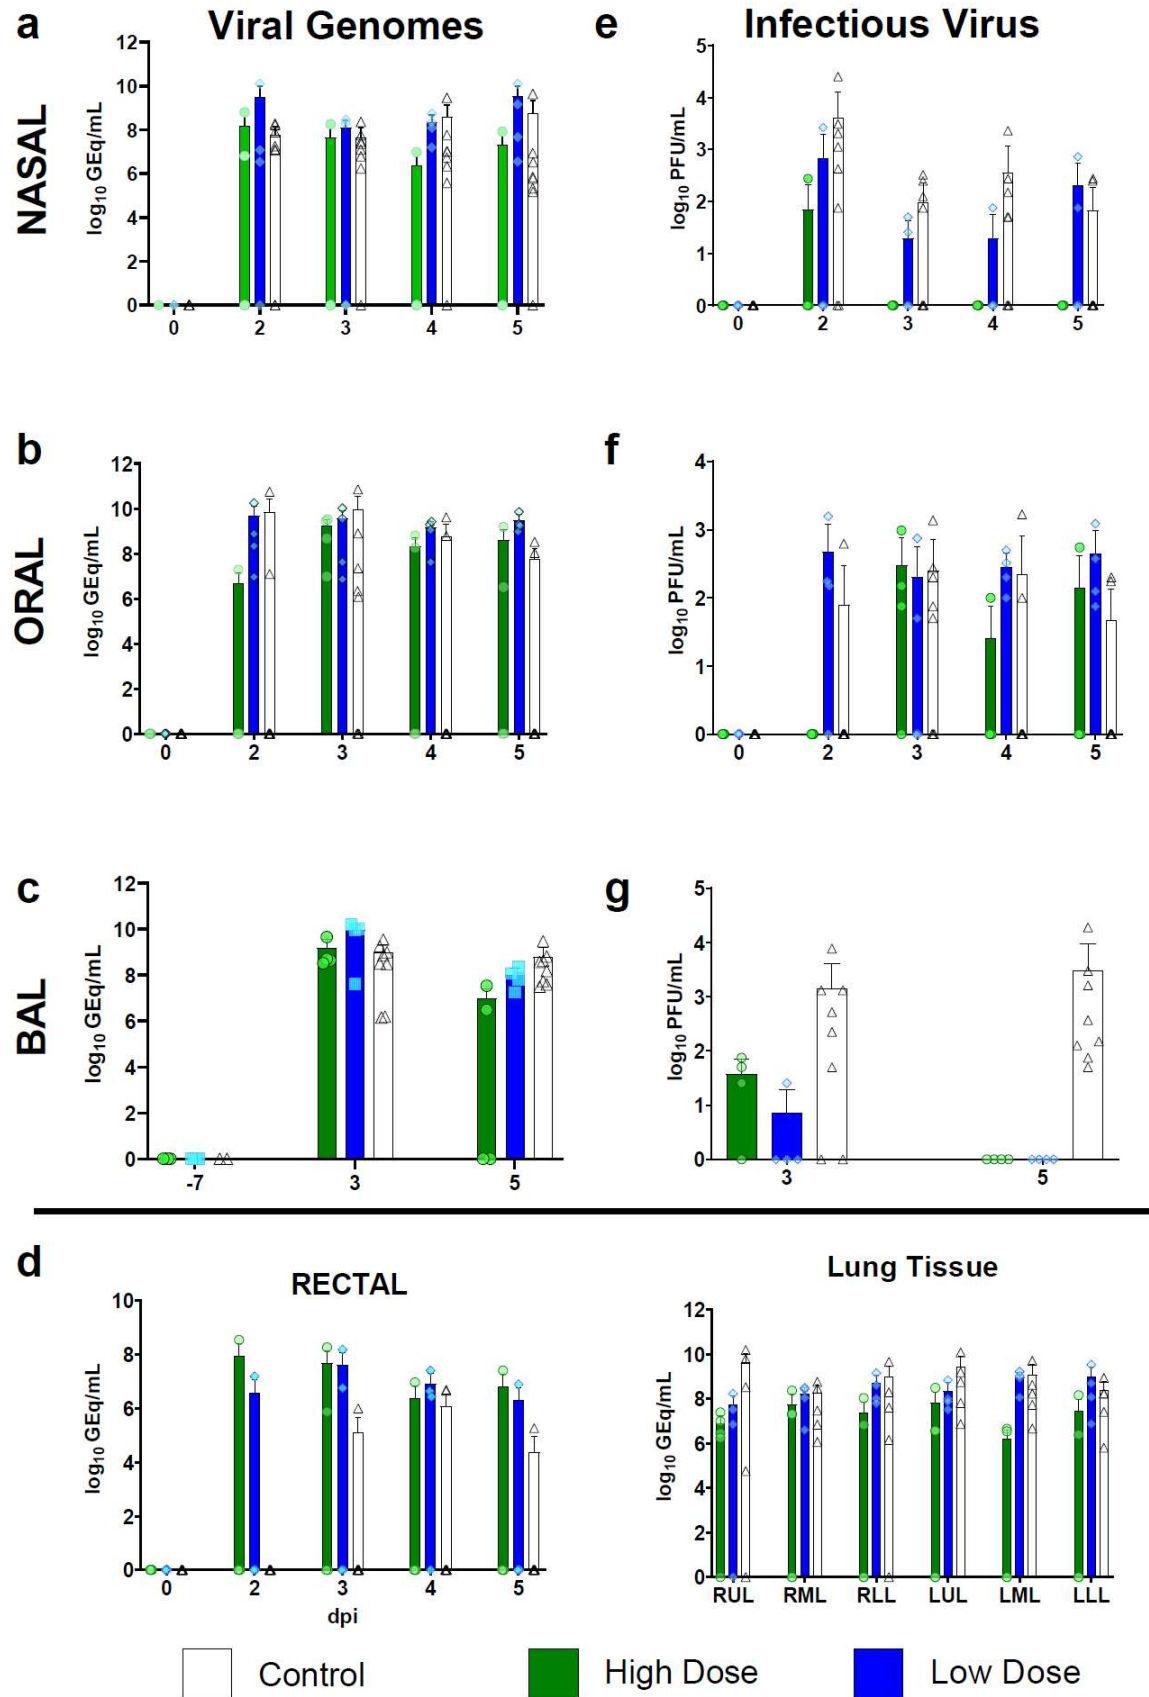 a Viral Genomes e Infectious Virus
NASAL
log10 GEq/mL
12
10
8
6
4
2
0
0 2 3 4 5
log10 PFU/mL
5
4
3
2
1
0
0 2 3 4 5
b f
ORAL
log10 GEq/mL
12
10
8
6
4
2
0
0 2 3 4 5
log10 PFU/mL
4
3
2
1
0
0 2 3 4 5
c g
BAL
log10 GEq/mL
12
10
8
6
4
2
0
-7 3 5
log10 PFU/mL
5
4
3
2
1
0
3 5
d
RECTAL
log10 GEq/mL
10
8
6
4
2
0
0 2 3 4 5
dpi
Lung Tissue
log10 GEq/mL
12
10
8
6
4
2
0
RUL RML RLL LUL LML LLL
Control High Dose Low Dose